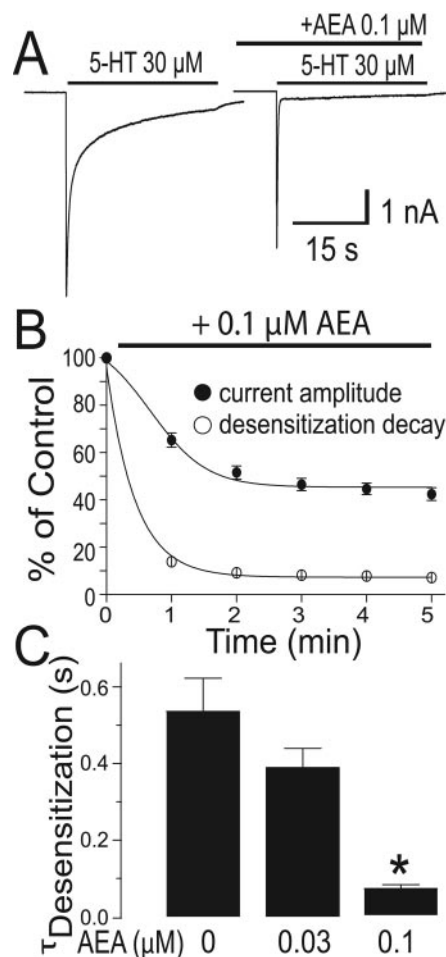 A
+AEA 0.1 μM
5-HT 30 μM
5-HT 30 μM
1 nA
15 s
B
+ 0.1 μM AEA
100
80
60
40
20
0
% of Control
current amplitude
desensitization decay
0 1 2 3 4 5
Time (min)
C
τDesensitization (s)
0.6
0.4
0.2
0.0
*
AEA (μM) 0 0.03 0.1